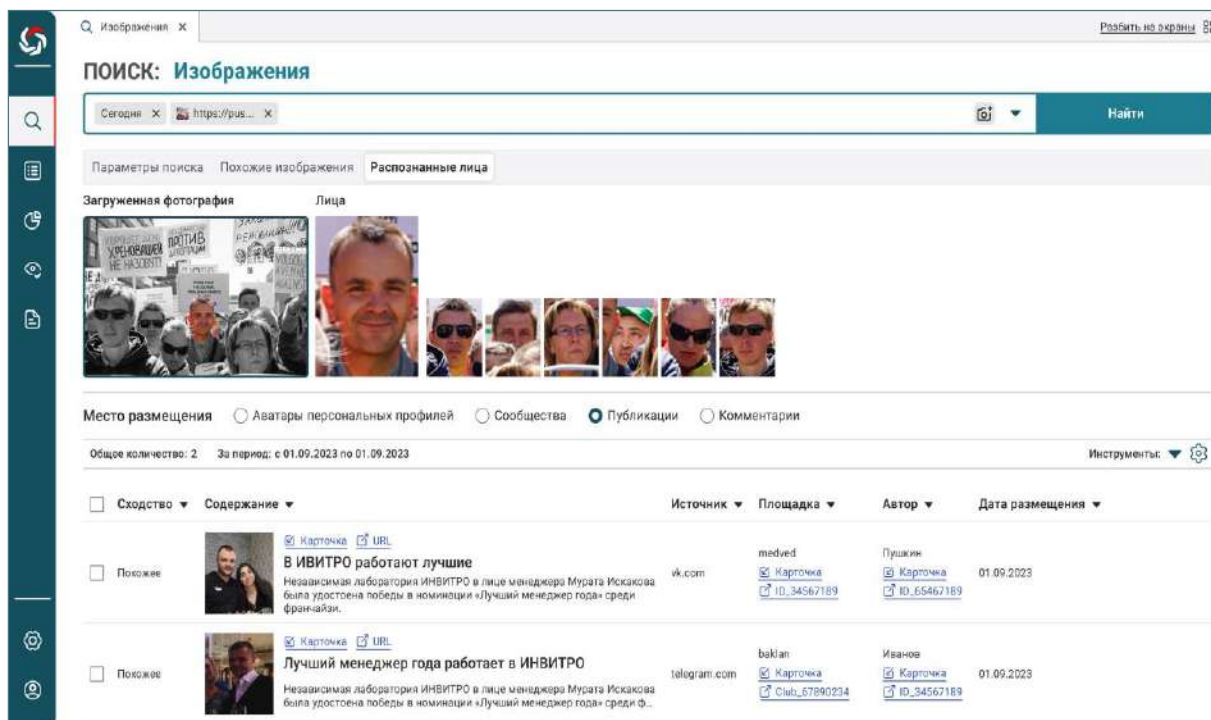 Изображения
Разбить на экраны
ПОИСК: Изображения
Сегодня
https://pus...
Найти
Параметры поиска Похожие изображения Распознанные лица
Загруженная фотография Лица
ХРЕНОВАШЕЙ
НЕ НАЗОВУТ!
ПРОТИВ
Место размещения Аватары персональных профилей Сообщества Публикации Комментарии
Общее количество: 2 За период: с 01.09.2023 по 01.09.2023 Инструменты:
Сходство Содержание Источник Площадка Автор Дата размещения
Похожее
Карточка URL
В ИВИТРО работают лучшие
Независимая лаборатория ИНВИТРО в лице менеджера Мурата Искакова
была удостоена победы в номинации «Лучший менеджер года» среди
франчайзи.
vk.com
medved
Карточка
ID_34567189
Пушкин
Карточка
ID_65467189
01.09.2023
Похожее
Карточка URL
Лучший менеджер года работает в ИНВИТРО
Независимая лаборатория ИНВИТРО в лице менеджера Мурата Искакова
была удостоена победы в номинации «Лучший менеджер года» среди ф...
telegram.com
baklan
Карточка
Club_67890234
Иванов
Карточка
ID_34567189
01.09.2023